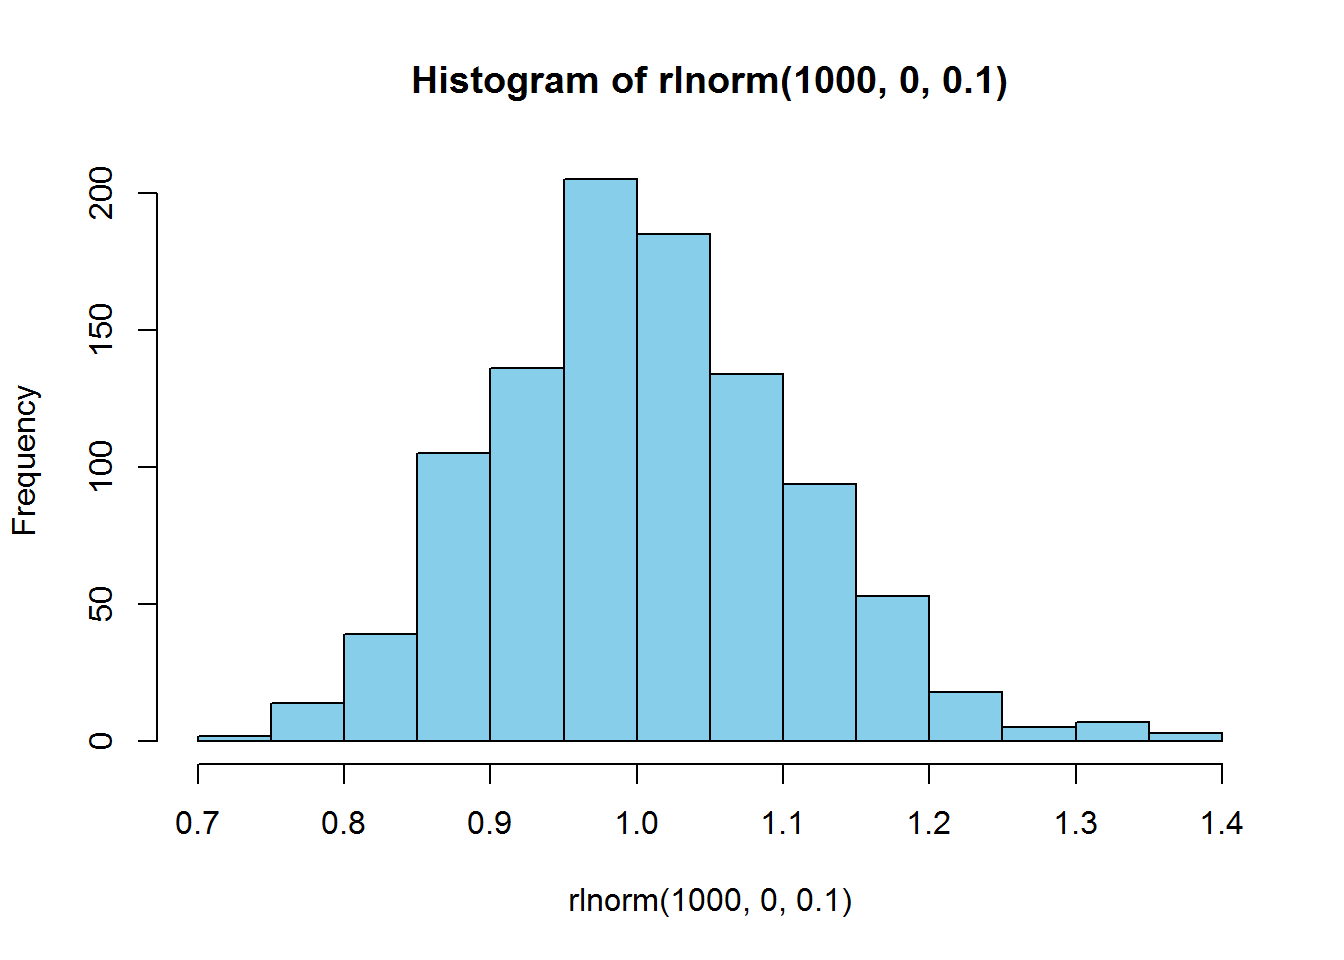 Histogram of rlnorm(1000, 0, 0.1)
Frequency
200
150
100
50
0
0.7 0.8 0.9 1.0 1.1 1.2 1.3 1.4
rlnorm(1000, 0, 0.1)